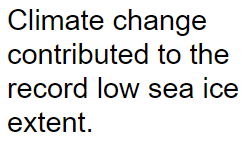 Climate change
contributed to the
record low sea ice
extent.